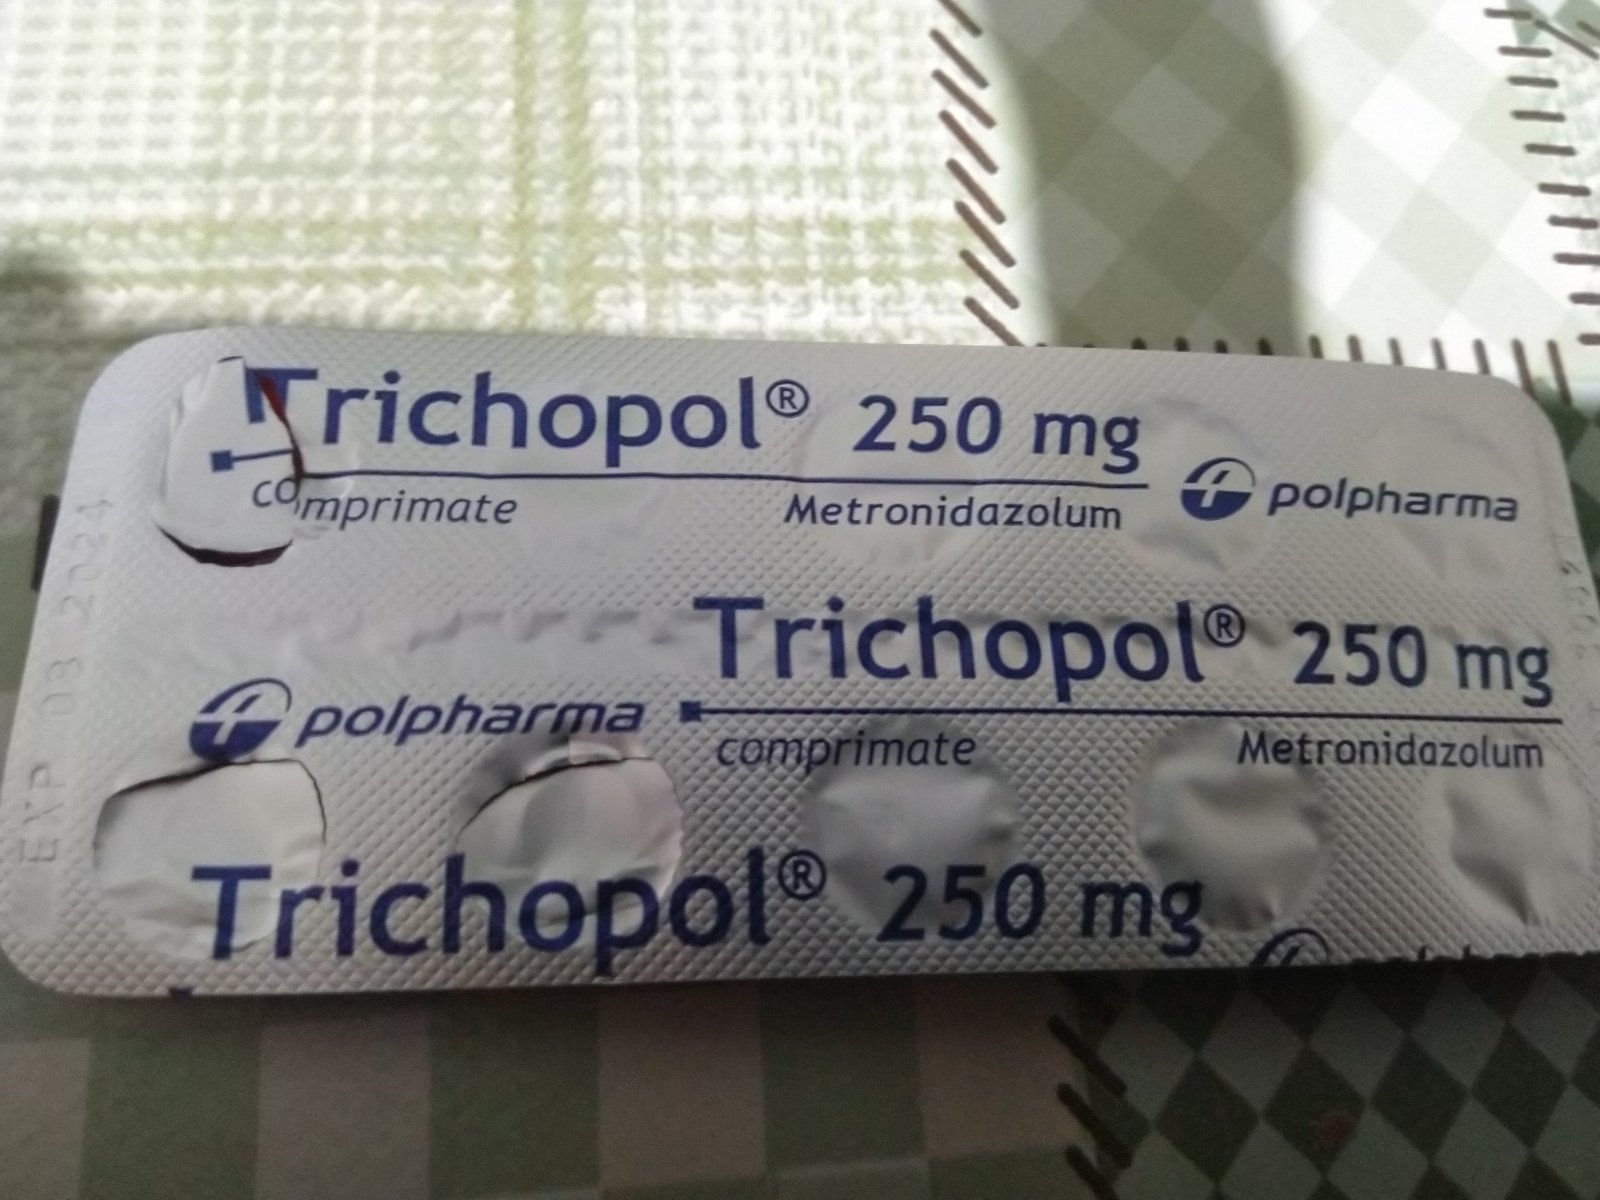 Trichopol® 250 mg
comprimate Metronidazolum
polpharma
Trichopol® 250 mg
polpharma
comprimate Metronidazolum
Trichopol® 250 mg
EXP 03 2024